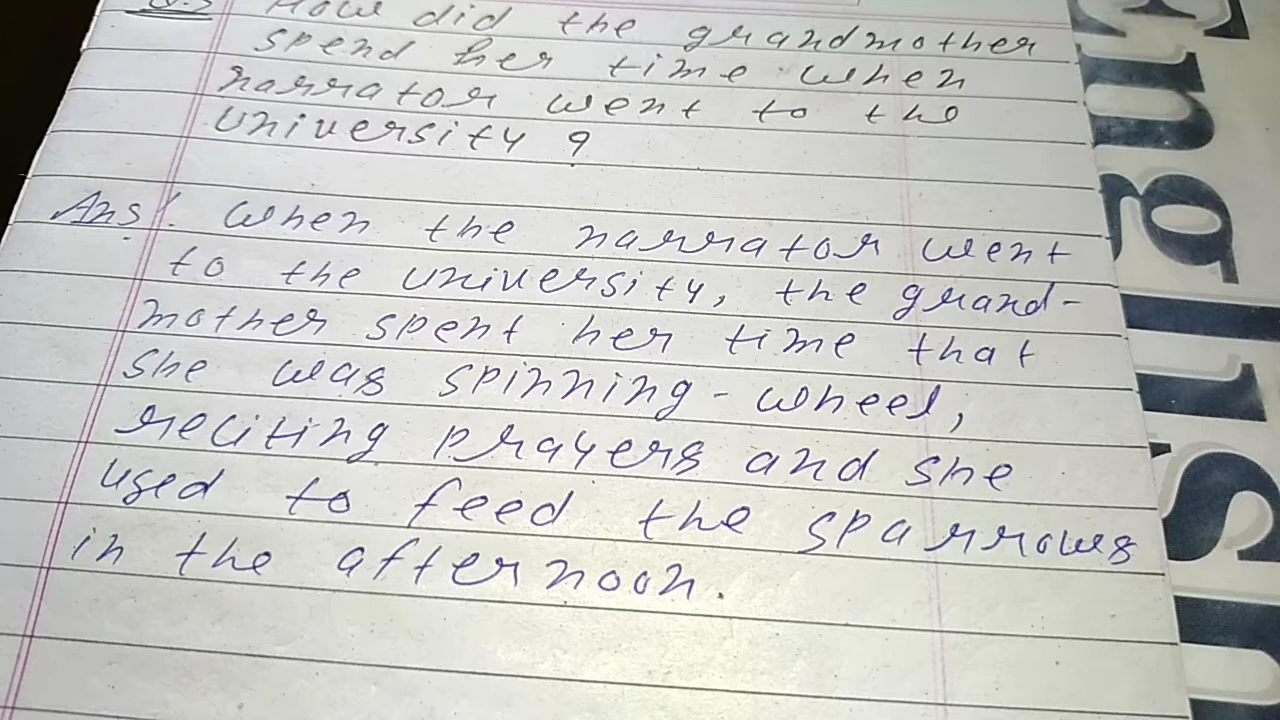 Q.2 How did the grandmother
spend her time when
narrator went to the
university ?
Ans: When the narrator went
to the university, the grand-
mother spent her time that
she was spinning-wheel,
reciting prayers and she
used to feed the sparrows
in the afternoon.
English